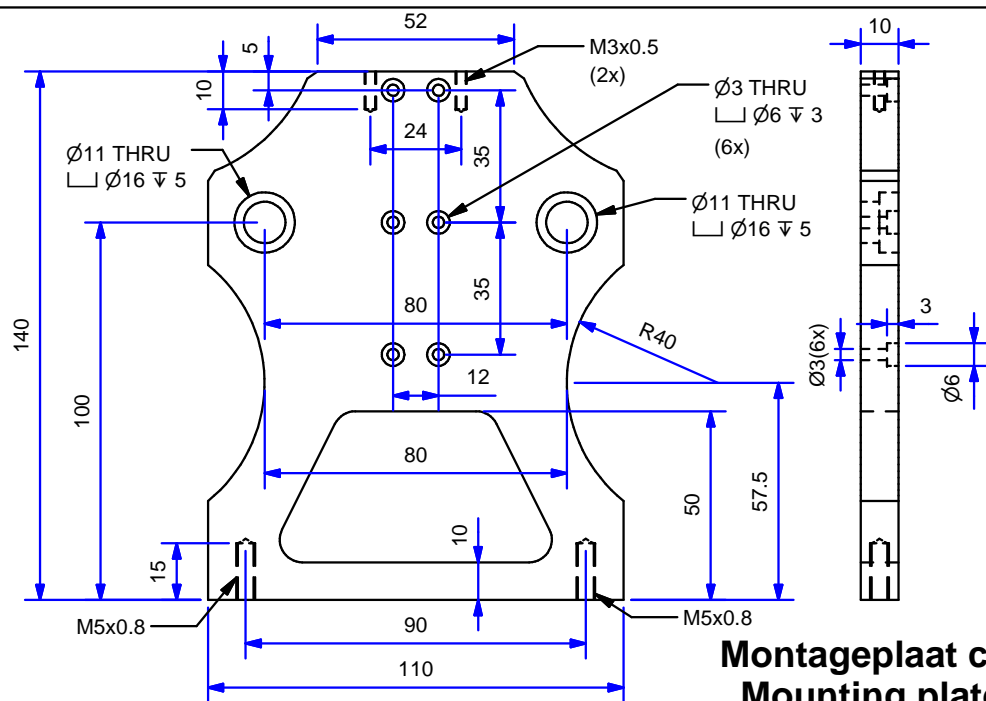 52
10
5
M3x0.5
(2x)
10
Ø3 THRU
⌴ Ø6 ↧ 3
(6x)
24
35
Ø11 THRU
⌴ Ø16 ↧ 5
Ø11 THRU
⌴ Ø16 ↧ 5
140
100
80
35
R40
3
Ø3(6x)
Ø6
12
80
50
57.5
10
15
M5x0.8
M5x0.8
90
110
Montageplaat c
Mounting plate